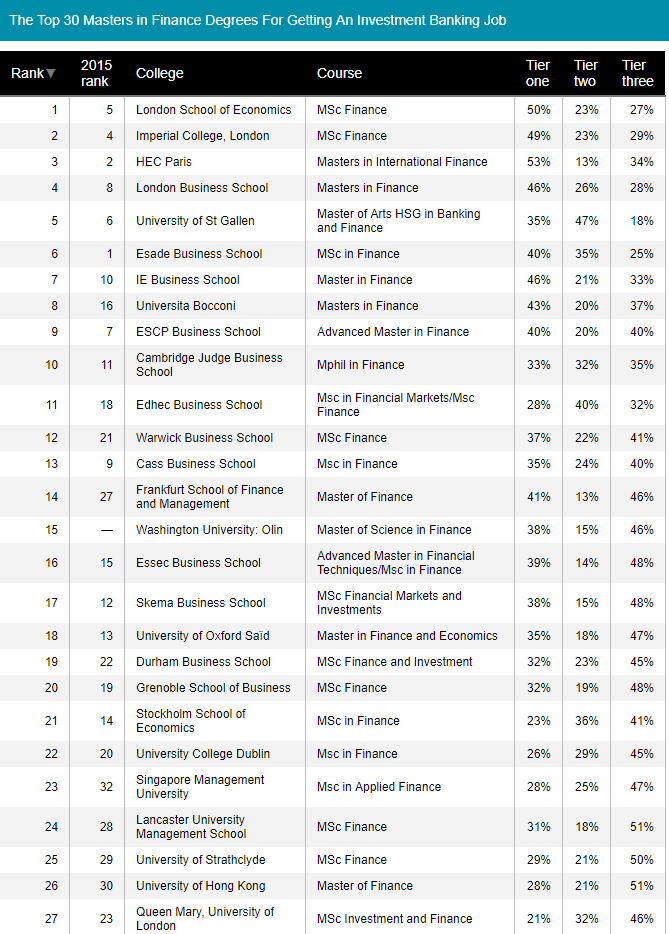 The Top 30 Masters in Finance Degrees For Getting An Investment Banking Job
Rank▼ 2015 rank College Course Tier one Tier two Tier three
1 5 London School of Economics MSc Finance 50% 23% 27%
2 4 Imperial College, London MSc Finance 49% 23% 29%
3 2 HEC Paris Masters in International Finance 53% 13% 34%
4 8 London Business School Masters in Finance 46% 26% 28%
5 6 University of St Gallen Master of Arts HSG in Banking and Finance 35% 47% 18%
6 1 Esade Business School MSc in Finance 40% 35% 25%
7 10 IE Business School Master in Finance 46% 21% 33%
8 16 Universita Bocconi Masters in Finance 43% 20% 37%
9 7 ESCP Business School Advanced Master in Finance 40% 20% 40%
10 11 Cambridge Judge Business School Mphil in Finance 33% 32% 35%
11 18 Edhec Business School Msc in Financial Markets/Msc Finance 28% 40% 32%
12 21 Warwick Business School MSc Finance 37% 22% 41%
13 9 Cass Business School Msc in Finance 35% 24% 40%
14 27 Frankfurt School of Finance and Management Master of Finance 41% 13% 46%
15 — Washington University: Olin Master of Science in Finance 38% 15% 46%
16 15 Essec Business School Advanced Master in Financial Techniques/Msc in Finance 39% 14% 48%
17 12 Skema Business School MSc Financial Markets and Investments 38% 15% 48%
18 13 University of Oxford Saïd Master in Finance and Economics 35% 18% 47%
19 22 Durham Business School MSc Finance and Investment 32% 23% 45%
20 19 Grenoble School of Business MSc Finance 32% 19% 48%
21 14 Stockholm School of Economics MSc in Finance 23% 36% 41%
22 20 University College Dublin Msc in Finance 26% 29% 45%
23 32 Singapore Management University Msc in Applied Finance 28% 25% 47%
24 28 Lancaster University Management School MSc Finance 31% 18% 51%
25 29 University of Strathclyde MSc Finance 29% 21% 50%
26 30 University of Hong Kong Master of Finance 28% 21% 51%
27 23 Queen Mary, University of London MSc Investment and Finance 21% 32% 46%